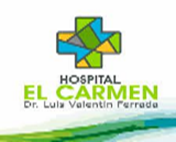 HOSPITAL
EL CARMEN
Dr. Luis Valentín Ferrada